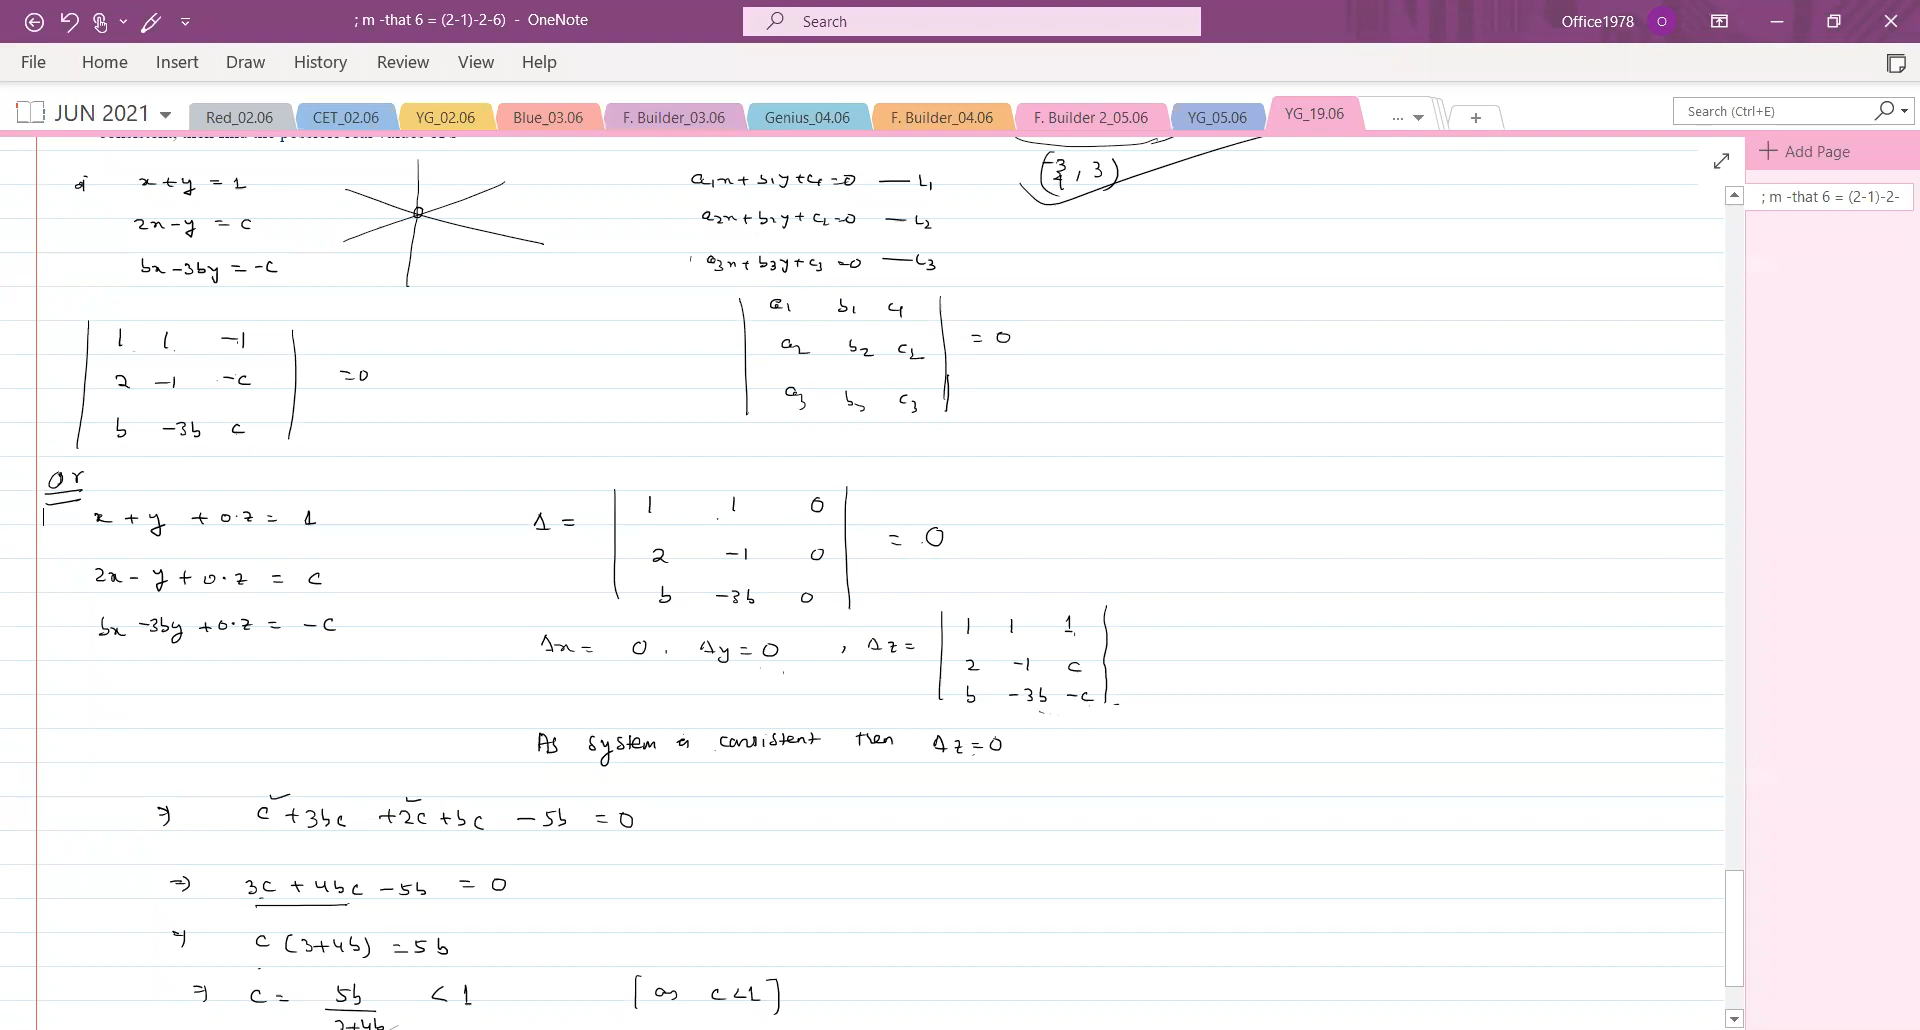 ; m -that 6 = (2-1)-2-6) - OneNote
Search
Office1978
O
File Home Insert Draw History Review View Help
JUN 2021
Red_02.06 CET_02.06 YG_02.06 Blue_03.06 F. Builder_03.06 Genius_04.06 F. Builder_04.06 F. Builder 2_05.06 YG_05.06 YG_19.06 ... +
Search (Ctrl+E)
+ Add Page
; m -that 6 = (2-1)-2-
x + y = 1
2x - y = c
bx - 3by = -c
a₁x + b₁y + c₁ = 0 — L₁
a₂x + b₂y + c₂ = 0 — L₂
a₃x + b₃y + c₃ = 0 — L₃
, 3)
| 1 1 -1 |
| 2 -1 -c | = 0
| b -3b c |
| a₁ b₁ c₁ |
| a₂ b₂ c₂ | = 0
| a₃ b₃ c₃ |
Or
x + y + 0·z = 1
2x - y + 0·z = c
bx - 3by + 0·z = -c
Δ = | 1 1 0 |
| 2 -1 0 | = 0
| b -3b 0 |
Δx = 0, Δy = 0, Δz = | 1 1 1 |
| 2 -1 c |
| b -3b -c |
As system is consistent then Δz = 0
⇒ c + 3bc + 2c + bc - 5b = 0
⇒ 3c + 4bc - 5b = 0
⇒ c (3+4b) = 5b
⇒ c = 5b / 3+4b < 1 [as c < 1]